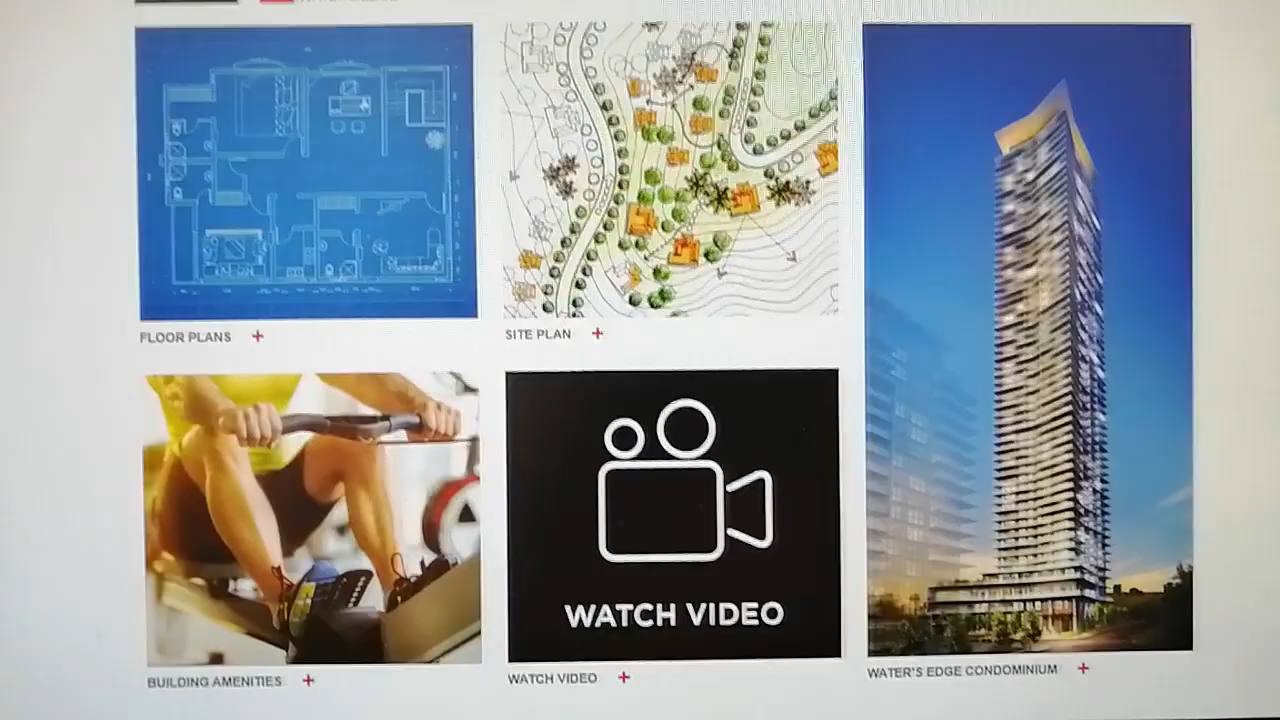 FLOOR PLANS +
SITE PLAN +
WATCH VIDEO
BUILDING AMENITIES +
WATCH VIDEO +
WATER'S EDGE CONDOMINIUM +